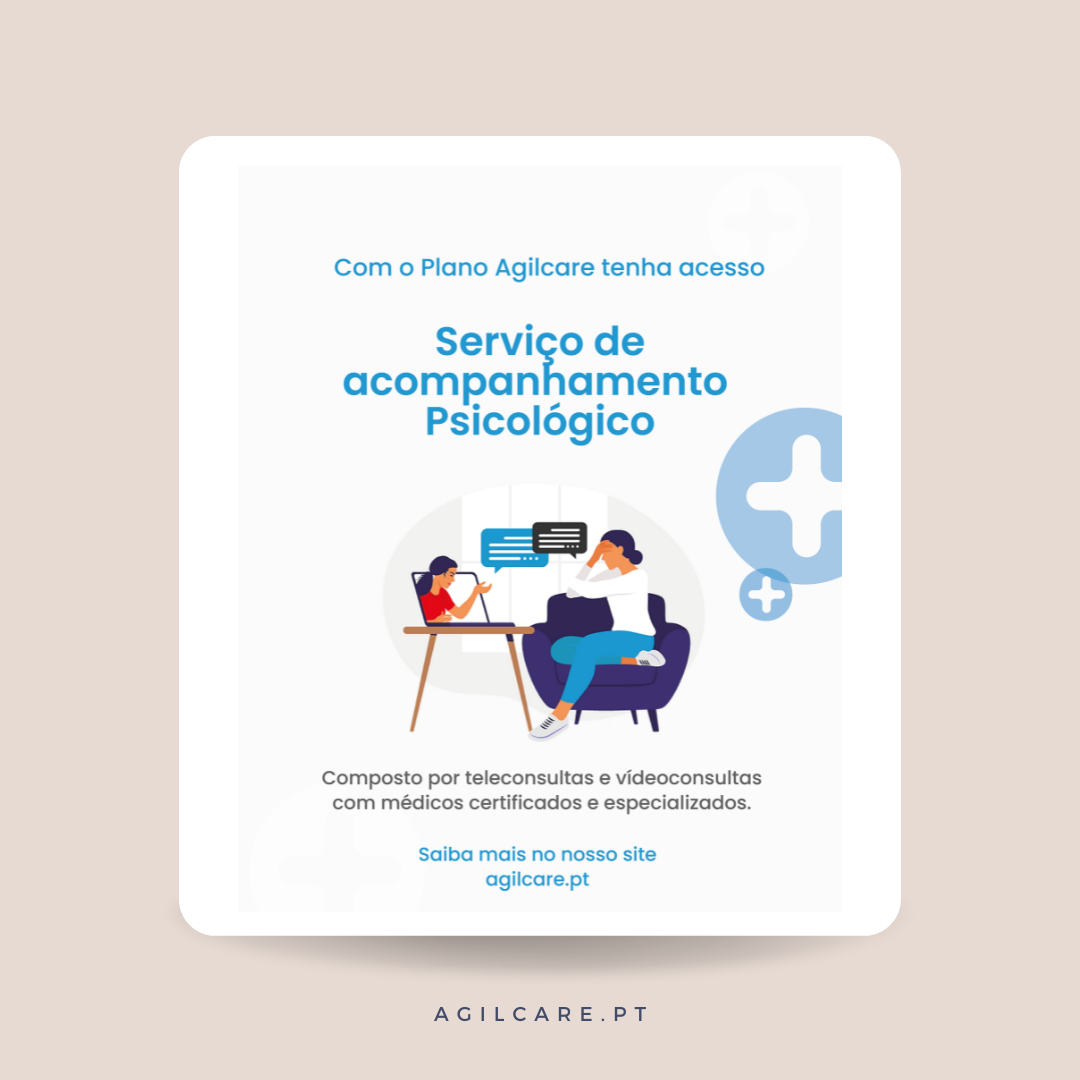 Com o Plano Agilcare tenha acesso
Serviço de
acompanhamento
Psicológico
Composto por teleconsultas e vídeoconsultas
com médicos certificados e especializados.
Saiba mais no nosso site
agilcare.pt
AGILCARE.PT